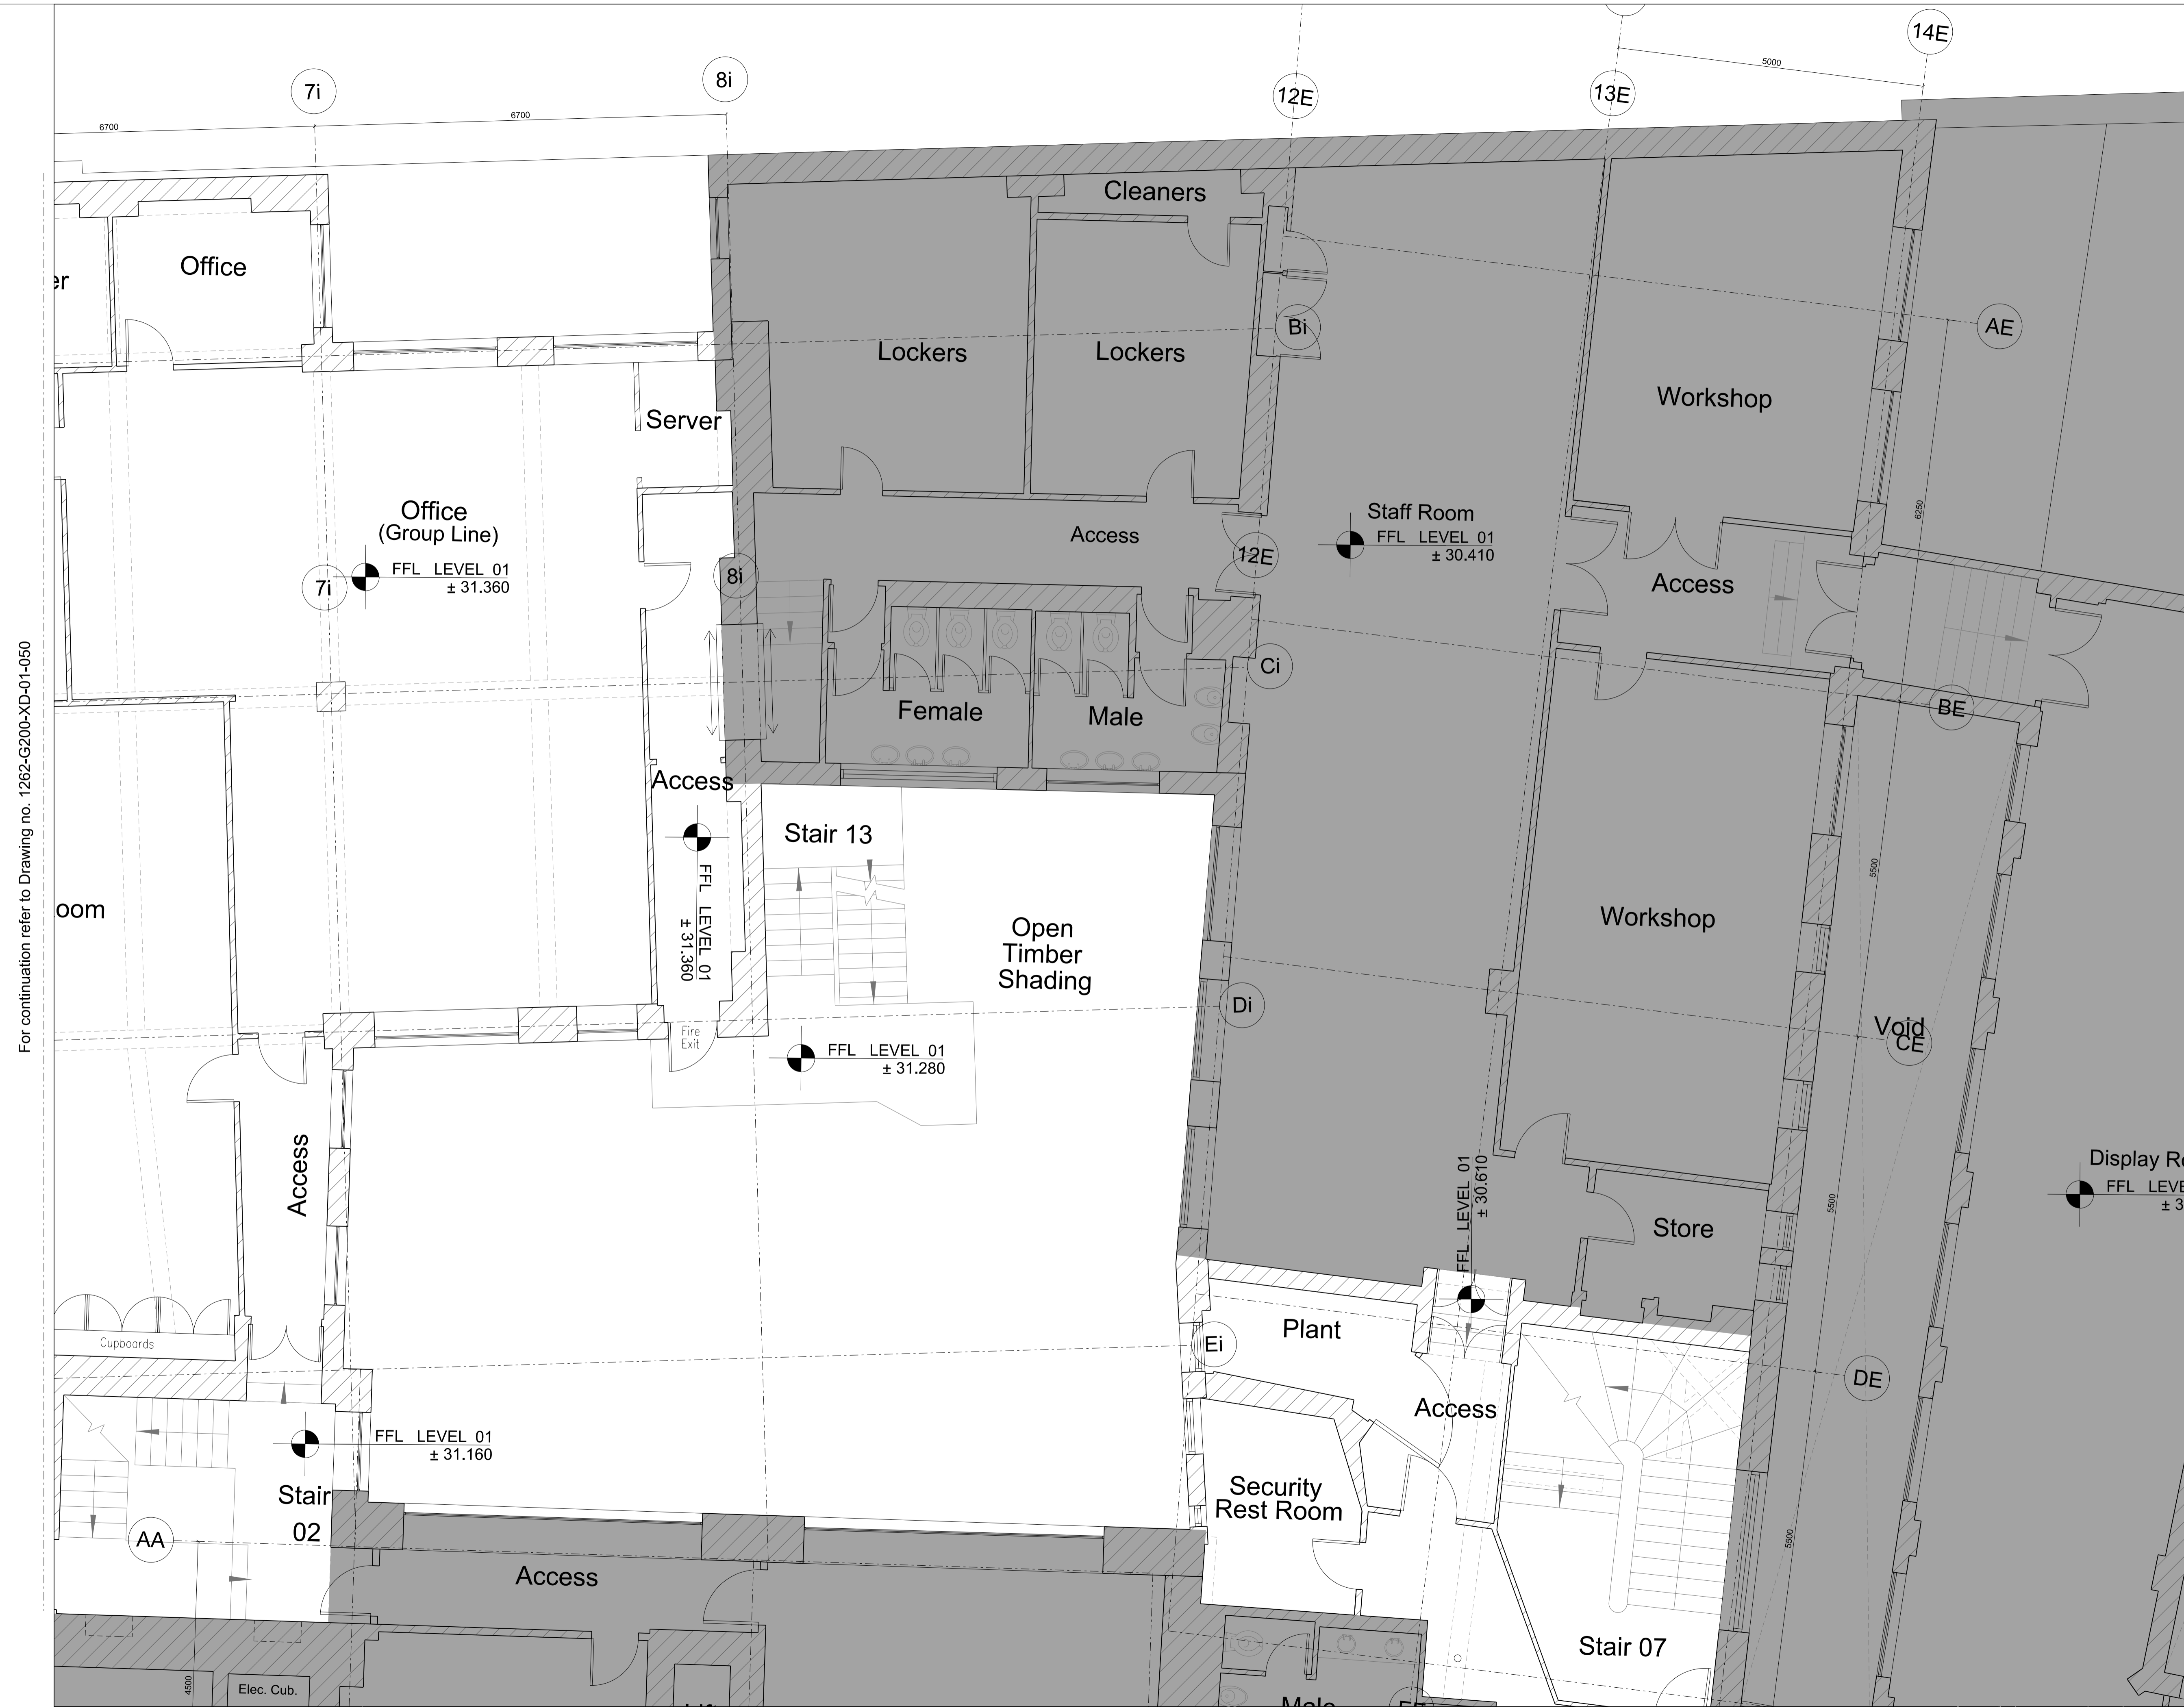 14E
5000
8i
7i
12E
13E
6700
6700
Cleaners
Office
AE
Bi
Lockers
Lockers
Workshop
Server
Office
(Group Line)
FFL LEVEL 01
± 31.360
7i
8i
Access
12E
Staff Room
FFL LEVEL 01
± 30.410
6250
Access
Ci
BE
Female
Male
For continuation refer to Drawing no. 1262-G200-XD-01-050
Access
FFL LEVEL 01
± 31.360
Stair 13
Open
Timber
Shading
5500
Workshop
oom
Di
Void
CE
Fire
Exit
FFL LEVEL 01
± 31.280
Access
FFL LEVEL 01
± 30.610
Display
FFL
5500
Store
Plant
Ei
Cupboards
DE
Access
FFL LEVEL 01
± 31.160
Security
Rest Room
Stair
02
AA
5500
Access
Stair 07
4500
Elec. Cub.
Male